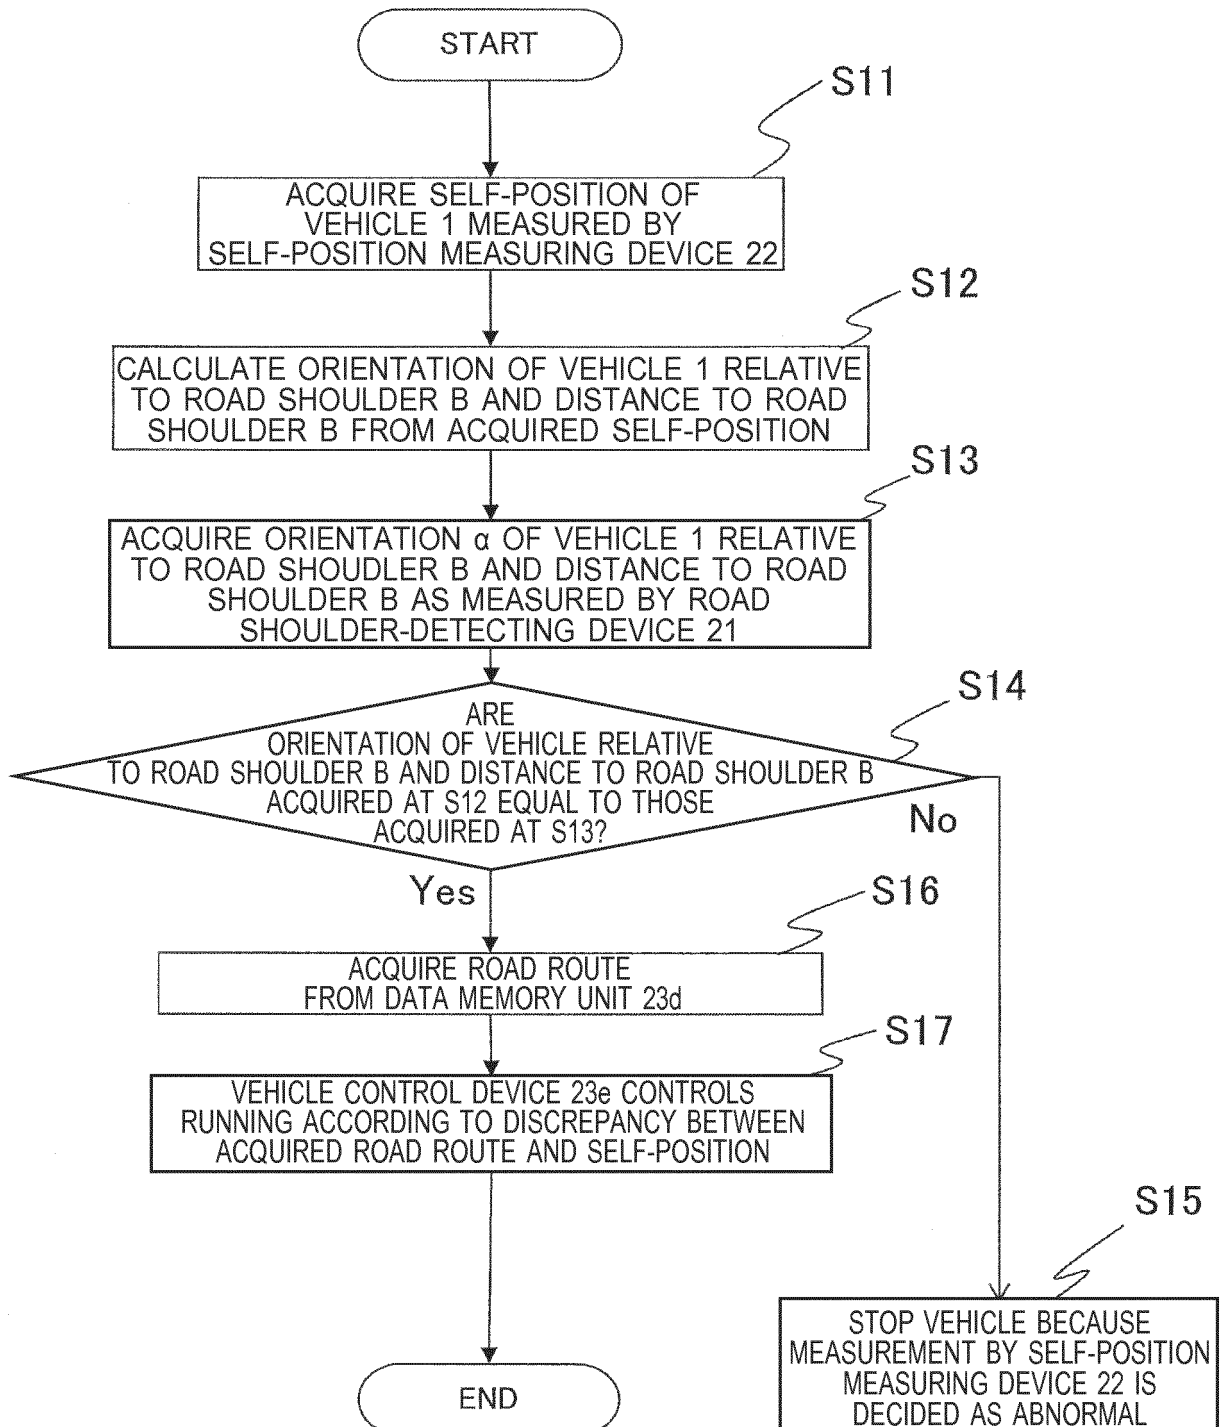 START
S11
ACQUIRE SELF-POSITION OF
VEHICLE 1 MEASURED BY
SELF-POSITION MEASURING DEVICE 22
S12
CALCULATE ORIENTATION OF VEHICLE 1 RELATIVE
TO ROAD SHOULDER B AND DISTANCE TO ROAD
SHOULDER B FROM ACQUIRED SELF-POSITION
S13
ACQUIRE ORIENTATION α OF VEHICLE 1 RELATIVE
TO ROAD SHOUDLER B AND DISTANCE TO ROAD
SHOULDER B AS MEASURED BY ROAD
SHOULDER-DETECTING DEVICE 21
S14
ARE
ORIENTATION OF VEHICLE RELATIVE
TO ROAD SHOULDER B AND DISTANCE TO ROAD SHOULDER B
ACQUIRED AT S12 EQUAL TO THOSE
ACQUIRED AT S13?
No
Yes
S16
ACQUIRE ROAD ROUTE
FROM DATA MEMORY UNIT 23d
S17
VEHICLE CONTROL DEVICE 23e CONTROLS
RUNNING ACCORDING TO DISCREPANCY BETWEEN
ACQUIRED ROAD ROUTE AND SELF-POSITION
S15
STOP VEHICLE BECAUSE
MEASUREMENT BY SELF-POSITION
MEASURING DEVICE 22 IS
DECIDED AS ABNORMAL
END